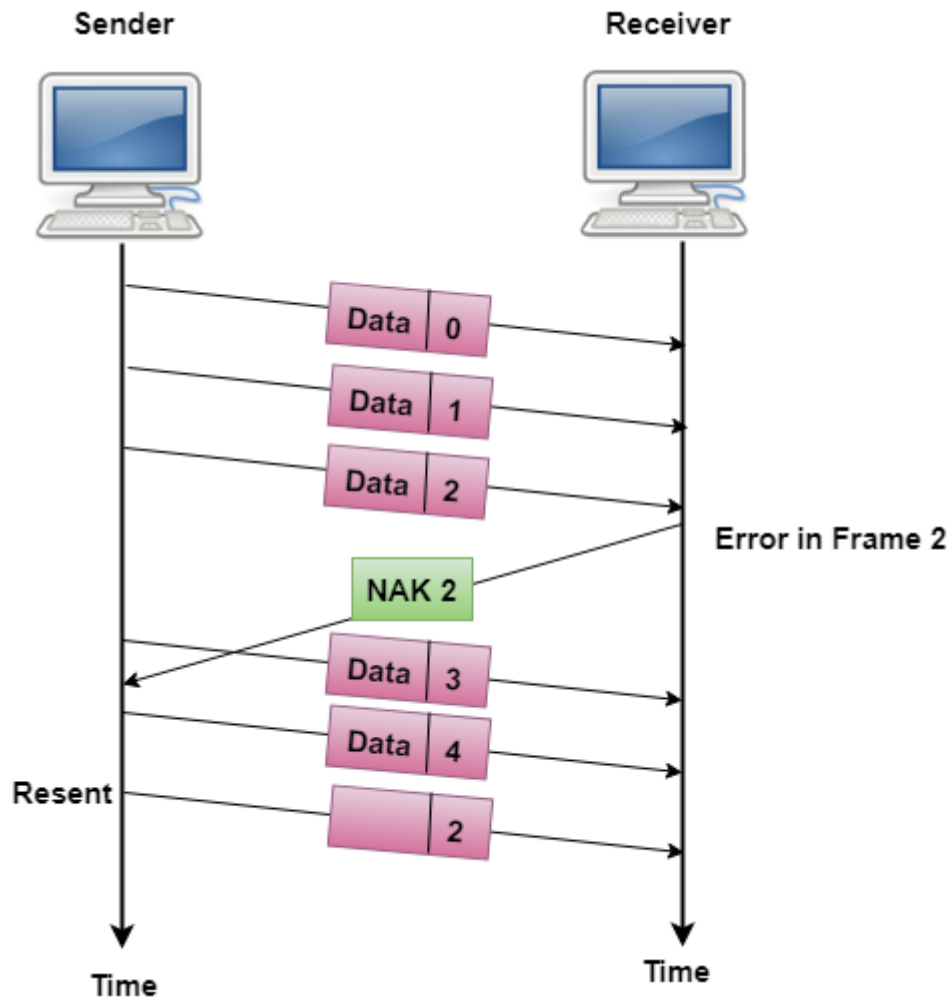 Sender
Receiver
Data 0
Data 1
Data 2
Error in Frame 2
NAK 2
Data 3
Data 4
Resent
2
Time
Time